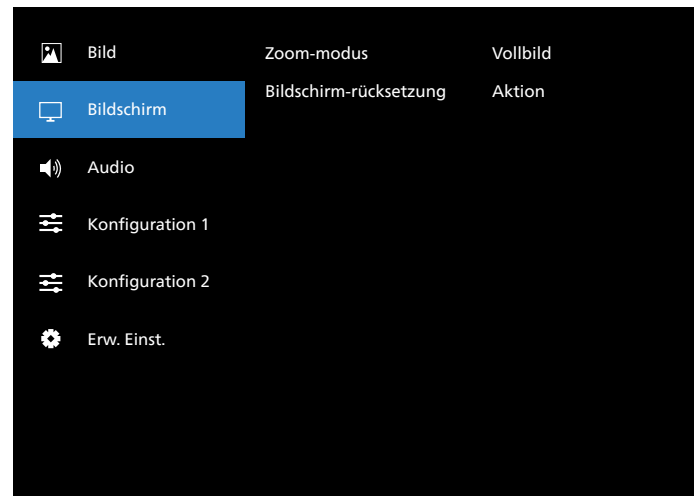 Bild
Bildschirm
Audio
Konfiguration 1
Konfiguration 2
Erw. Einst.
Zoom-modus Vollbild
Bildschirm-rücksetzung Aktion